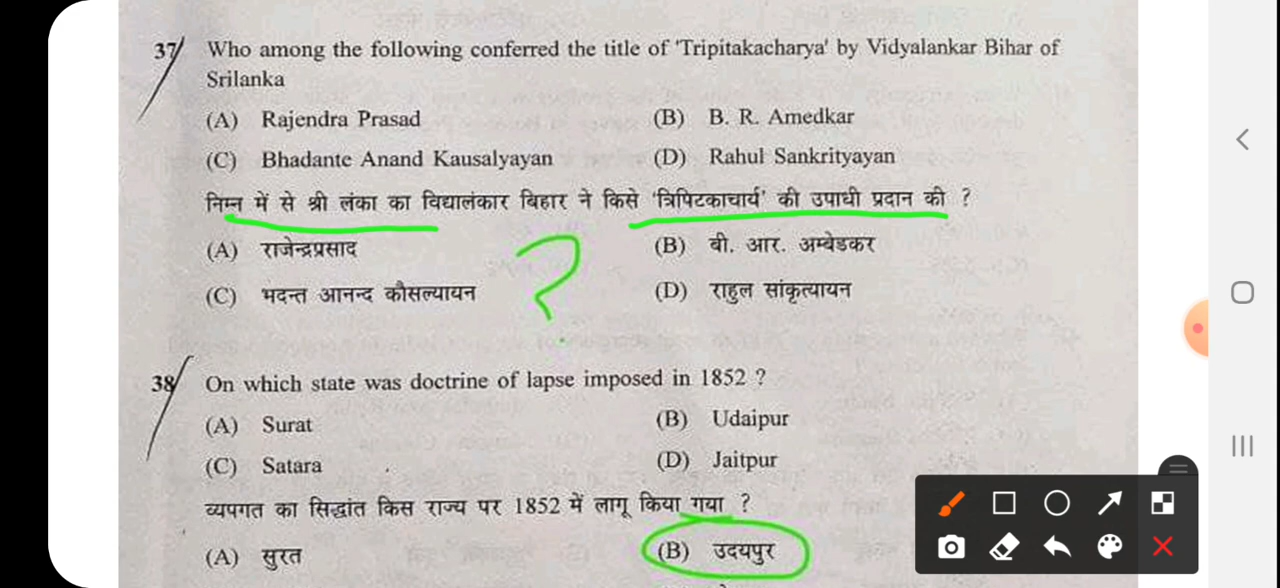 37 Who among the following conferred the title of 'Tripitakacharya' by Vidyalankar Bihar of
Srilanka
(A) Rajendra Prasad (B) B. R. Amedkar
(C) Bhadante Anand Kausalyayan (D) Rahul Sankrityayan
निम्न में से श्री लंका का विद्यालंकार बिहार ने किसे 'त्रिपिटकाचार्य' की उपाधी प्रदान की ?
(A) राजेन्द्रप्रसाद (B) बी. आर. अम्बेडकर
(C) भदन्त आनन्द कौसल्यायन (D) राहुल सांकृत्यायन
?
38 On which state was doctrine of lapse imposed in 1852 ?
(A) Surat (B) Udaipur
(C) Satara (D) Jaitpur
व्यपगत का सिद्धांत किस राज्य पर 1852 में लागू किया गया ?
(A) सुरत (B) उदयपुर